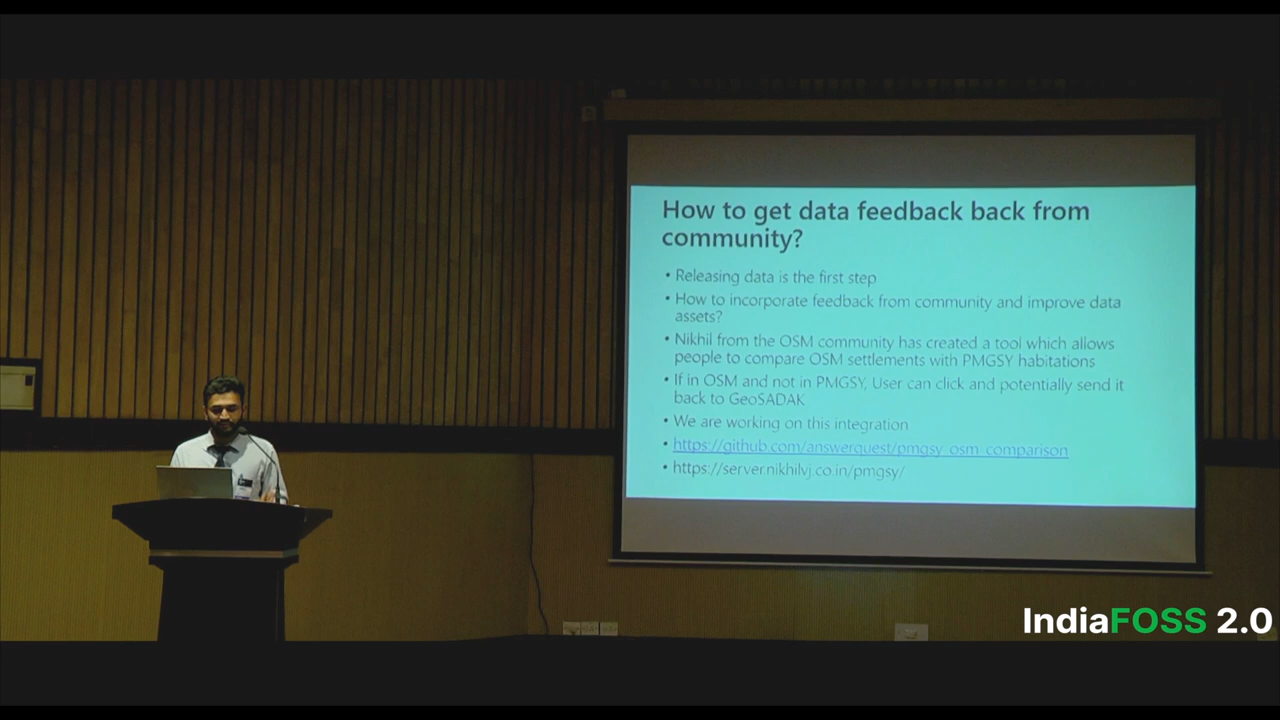 How to get data feedback back from
community?
• Releasing data is the first step
• How to incorporate feedback from community and improve data
assets?
• Nikhil from the OSM community has created a tool which allows
people to compare OSM settlements with PMGSY habitations
• If in OSM and not in PMGSY, User can click and potentially send it
back to GeoSADAK
• We are working on this integration
• https://github.com/answerquest/pmgsy_osm_comparison
• https://server.nikhilvj.co.in/pmgsy/
IndiaFOSS 2.0